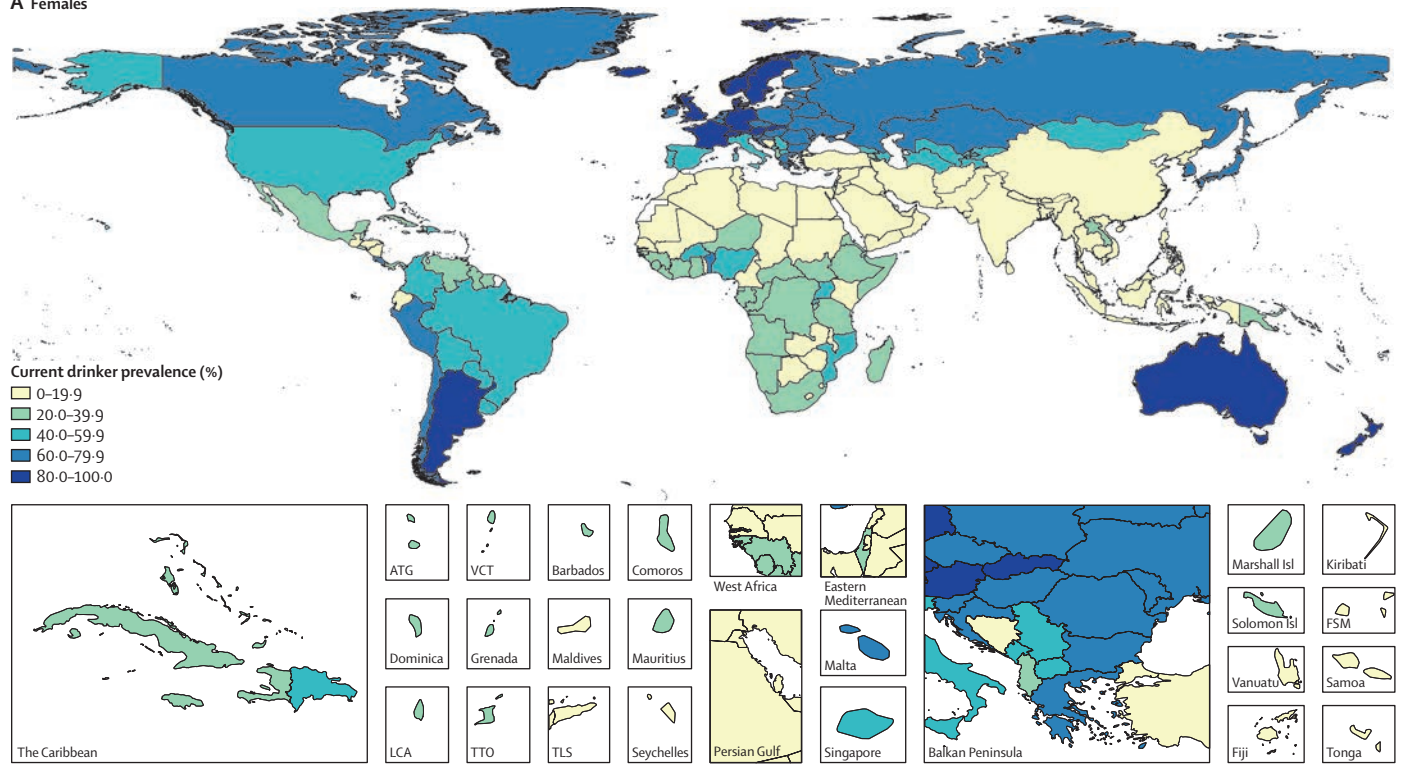 A Females
Current drinker prevalence (%)
0–19·9
20·0–39·9
40·0–59·9
60·0–79·9
80·0–100·0
The Caribbean
ATG
VCT
Barbados
Comoros
Dominica
Grenada
Maldives
Mauritius
LCA
TTO
TLS
Seychelles
West Africa
Eastern
Mediterranean
Persian Gulf
Malta
Singapore
Balkan Peninsula
Marshall Isl
Kiribati
Solomon Isl
FSM
Vanuatu
Samoa
Fiji
Tonga